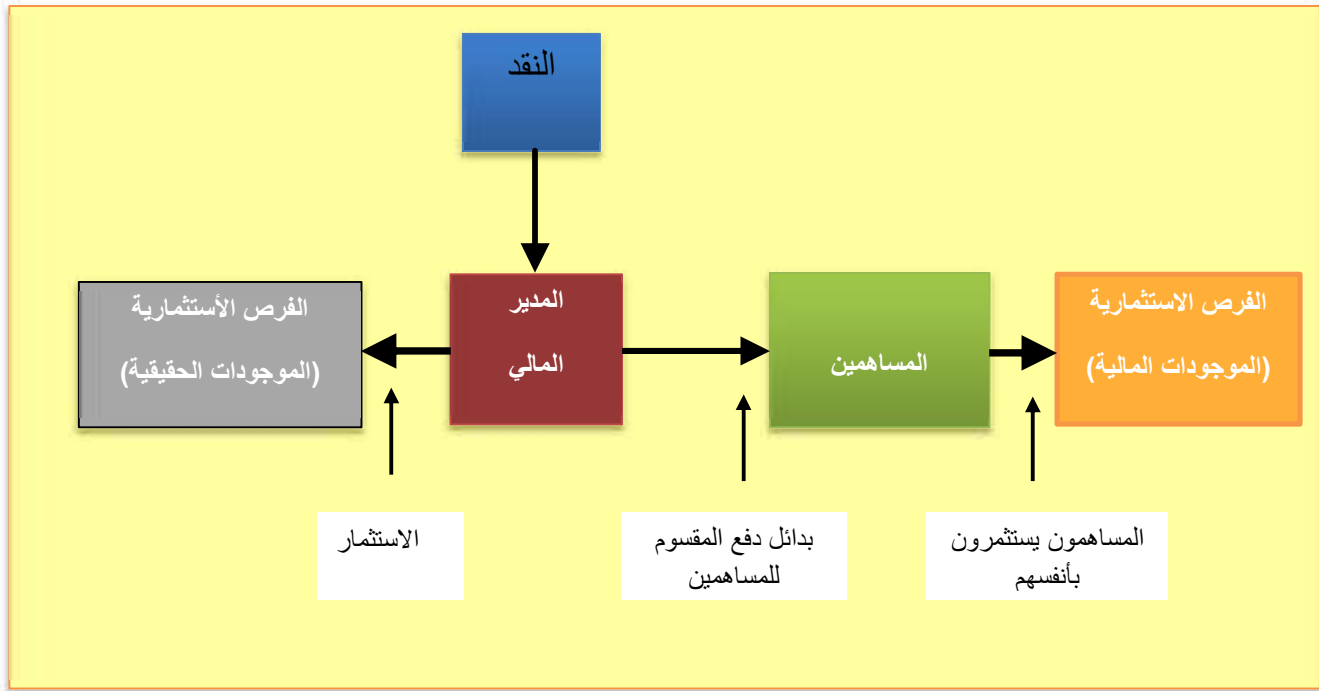 النقد
الفرص الاستثمارية
(الموجودات المالية)
المساهمين
المدير
المالي
الفرص الأستثمارية
(الموجودات الحقيقية)
المساهمون يستثمرون
بأنفسهم
بدائل دفع المقسوم
للمساهمين
الاستثمار